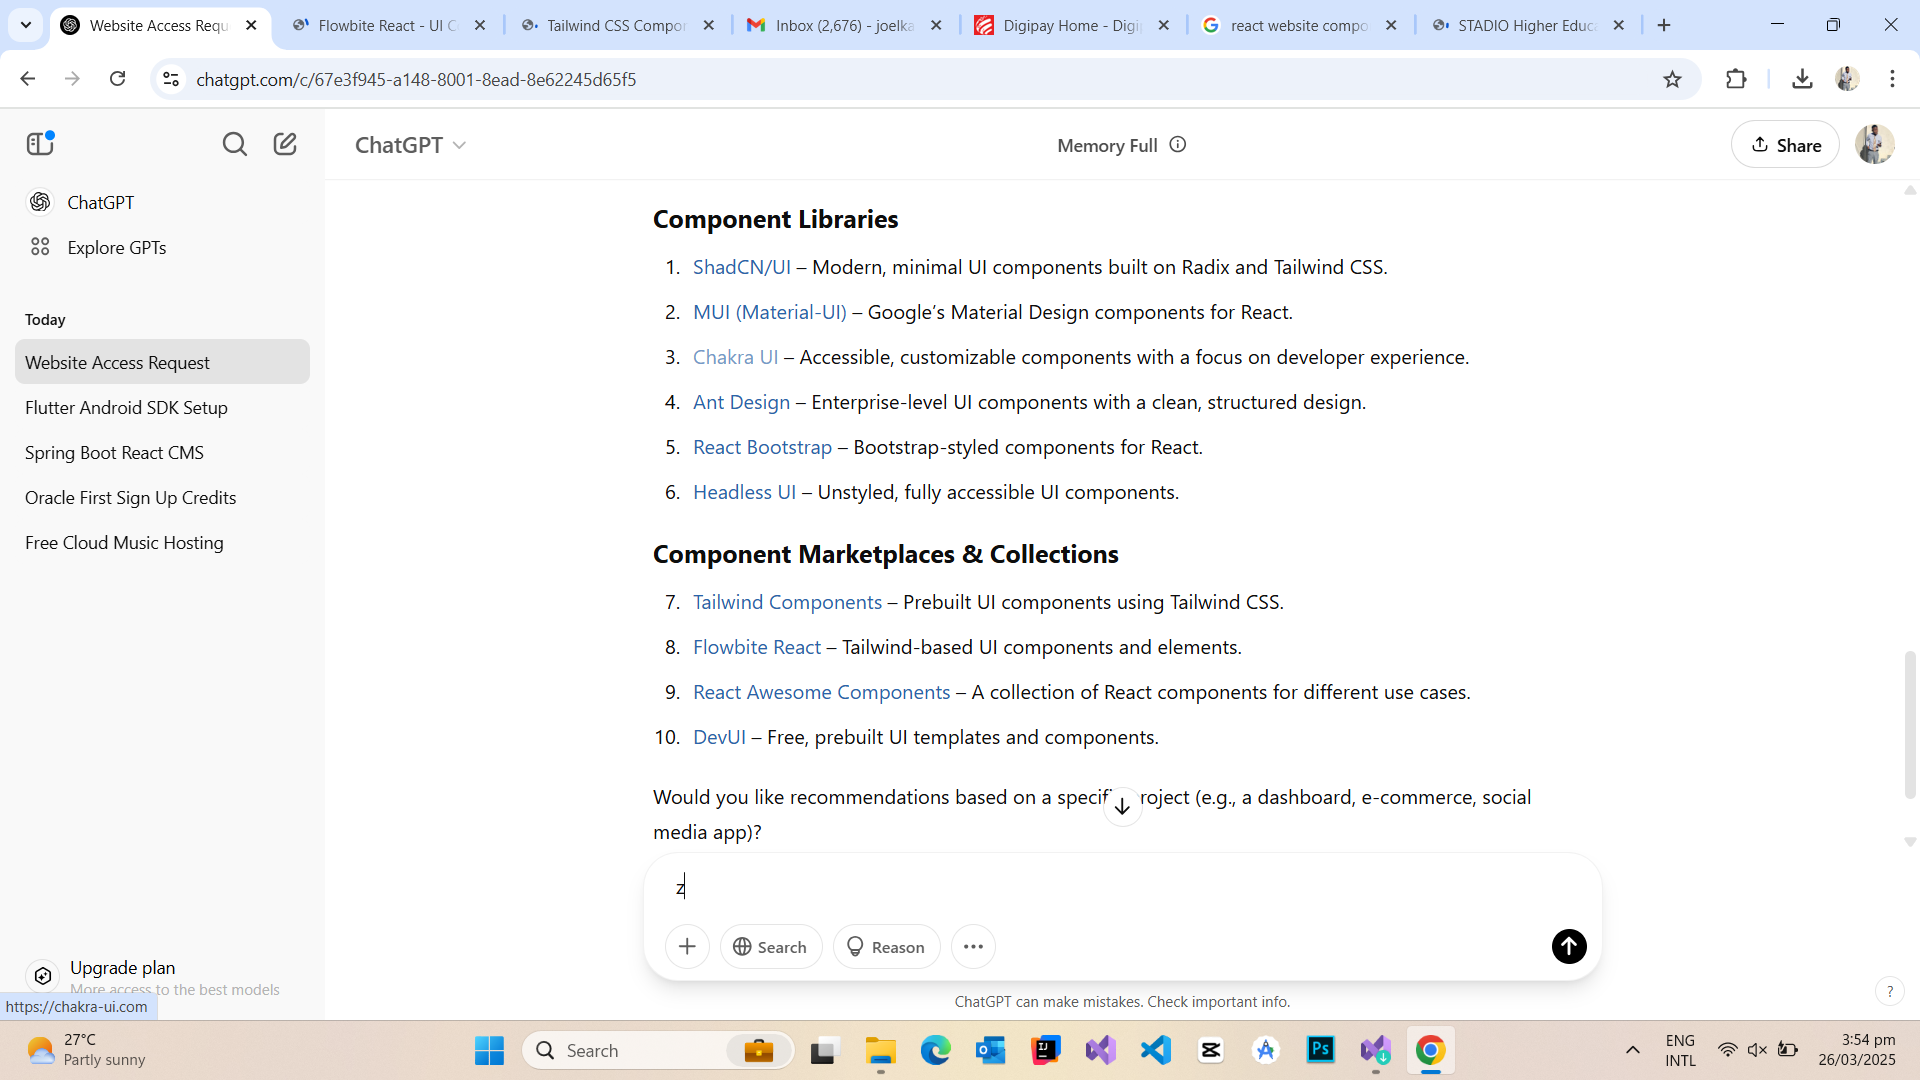 Website Access Requ
Flowbite React - UI C
Tailwind CSS Compor
Inbox (2,676) - joelka
Digipay Home - Digi
react website compo
STADIO Higher Educa
chatgpt.com/c/67e3f945-a148-8001-8ead-8e62245d65f5
ChatGPT
Memory Full
Share
ChatGPT
Explore GPTs
Today
Website Access Request
Flutter Android SDK Setup
Spring Boot React CMS
Oracle First Sign Up Credits
Free Cloud Music Hosting
Upgrade plan
More access to the best models
https://chakra-ui.com
Component Libraries
1. ShadCN/UI – Modern, minimal UI components built on Radix and Tailwind CSS.
2. MUI (Material-UI) – Google’s Material Design components for React.
3. Chakra UI – Accessible, customizable components with a focus on developer experience.
4. Ant Design – Enterprise-level UI components with a clean, structured design.
5. React Bootstrap – Bootstrap-styled components for React.
6. Headless UI – Unstyled, fully accessible UI components.
Component Marketplaces & Collections
7. Tailwind Components – Prebuilt UI components using Tailwind CSS.
8. Flowbite React – Tailwind-based UI components and elements.
9. React Awesome Components – A collection of React components for different use cases.
10. DevUI – Free, prebuilt UI templates and components.
Would you like recommendations based on a specific project (e.g., a dashboard, e-commerce, social
media app)?
z
Search
Reason
ChatGPT can make mistakes. Check important info.
?
27°C
Partly sunny
Search
ENG
INTL
3:54 pm
26/03/2025